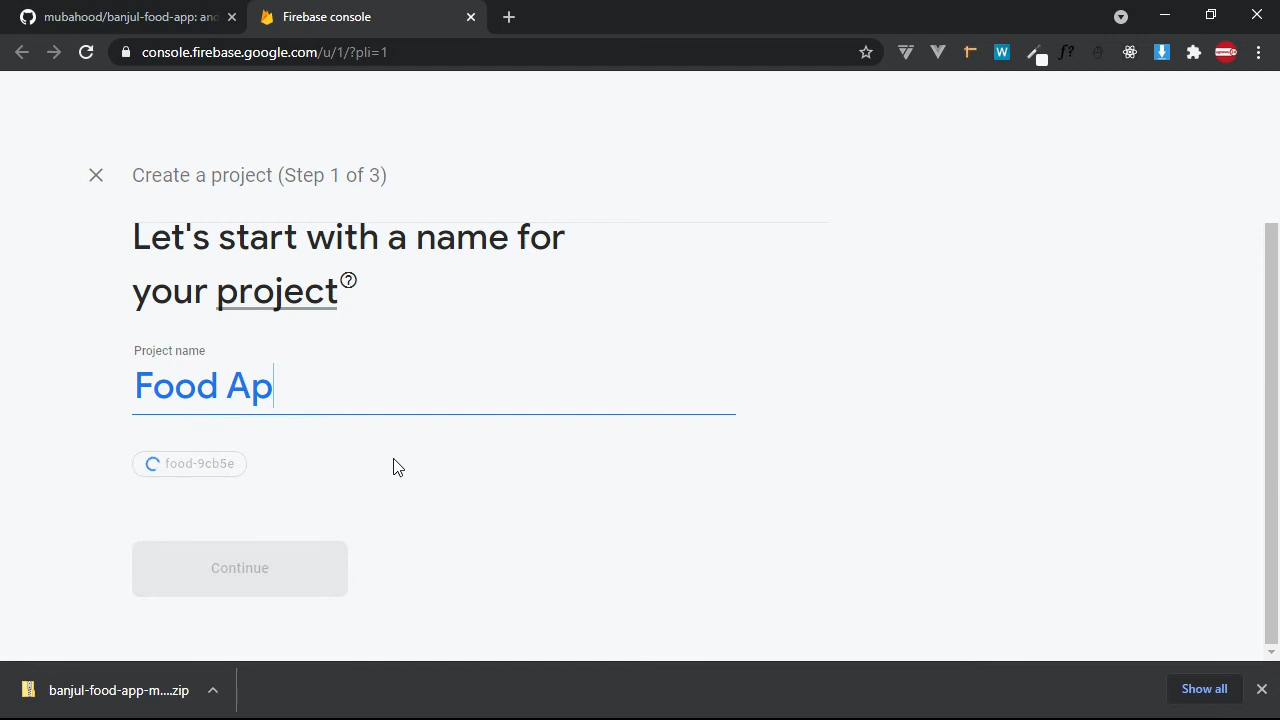 mubahood/banjul-food-app: and
Firebase console
console.firebase.google.com/u/1/?pli=1
Create a project (Step 1 of 3)
Let's start with a name for
your project
Project name
Food Ap
food-9cb5e
Continue
banjul-food-app-m....zip
Show all